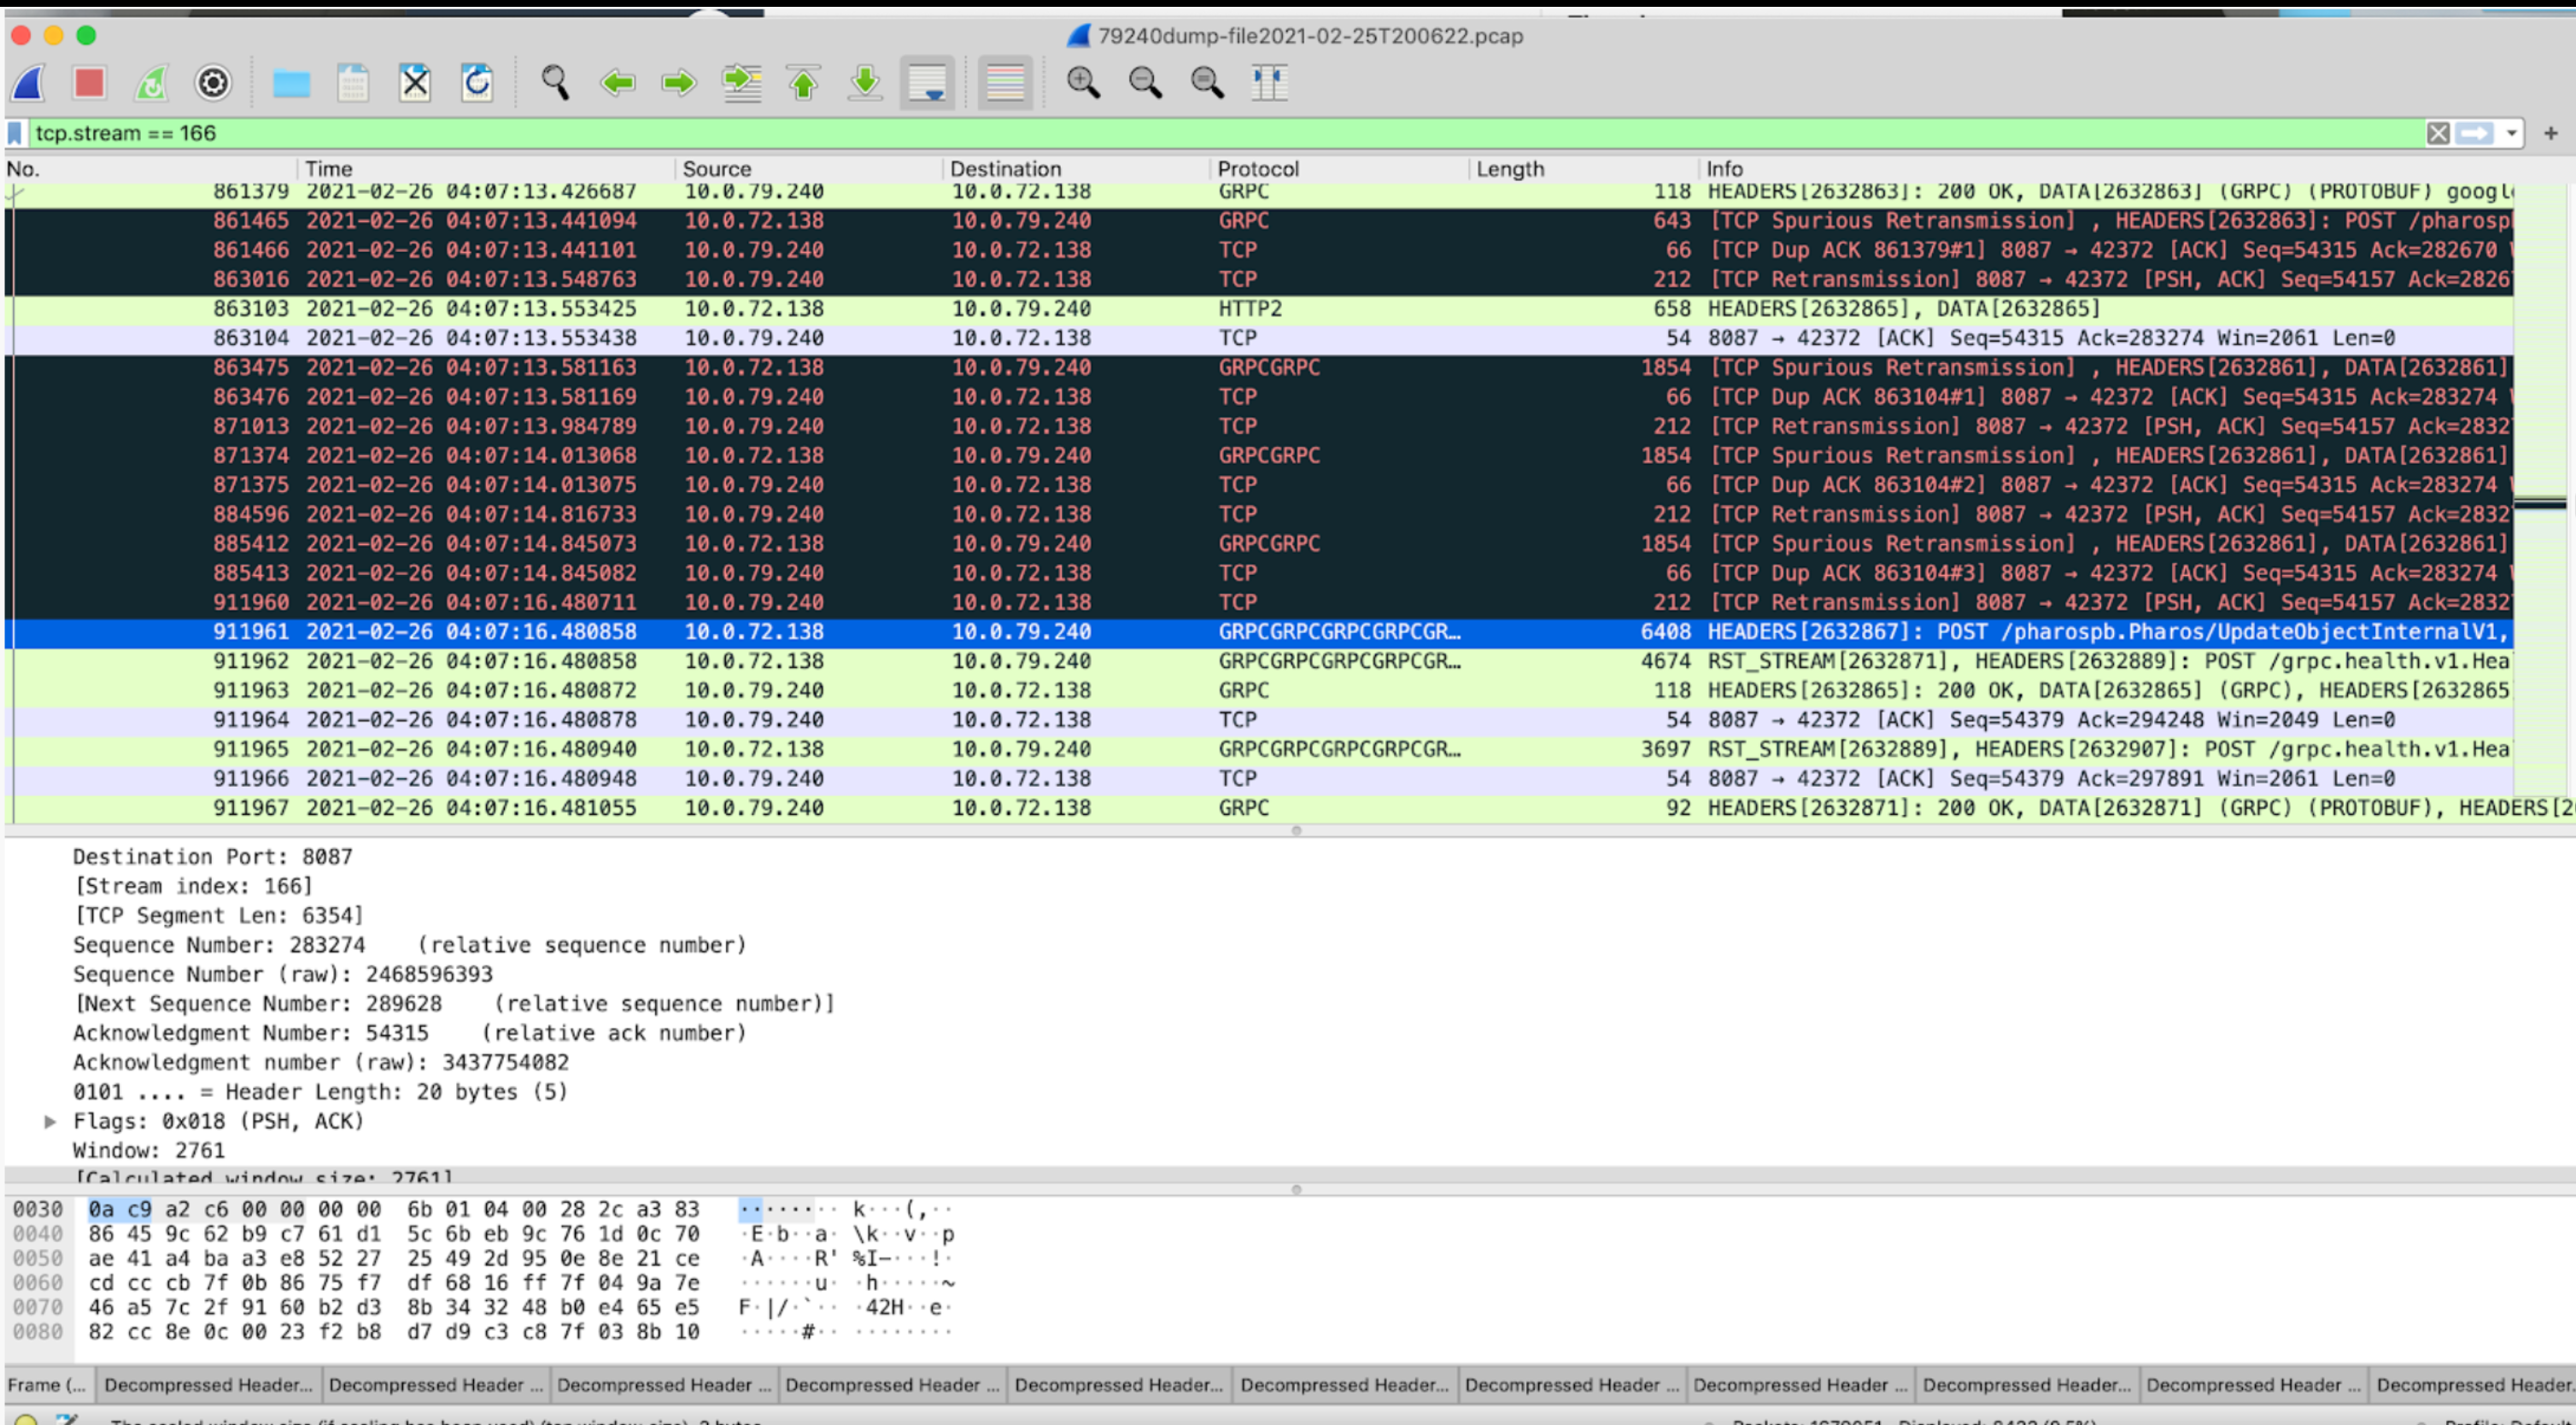 79240dump-file2021-02-25T200622.pcap
tcp.stream == 166
No. Time Source Destination Protocol Length Info
861379 2021-02-26 04:07:13.426687 10.0.79.240 10.0.72.138 GRPC 118 HEADERS[2632863]: 200 OK, DATA[2632863] (GRPC) (PROTOBUF) googl
861465 2021-02-26 04:07:13.441094 10.0.72.138 10.0.79.240 GRPC 643 [TCP Spurious Retransmission] , HEADERS[2632863]: POST /pharosp
861466 2021-02-26 04:07:13.441101 10.0.79.240 10.0.72.138 TCP 66 [TCP Dup ACK 861379#1] 8087 → 42372 [ACK] Seq=54315 Ack=282670
863016 2021-02-26 04:07:13.548763 10.0.79.240 10.0.72.138 TCP 212 [TCP Retransmission] 8087 → 42372 [PSH, ACK] Seq=54157 Ack=2826
863103 2021-02-26 04:07:13.553425 10.0.72.138 10.0.79.240 HTTP2 658 HEADERS[2632865], DATA[2632865]
863104 2021-02-26 04:07:13.553438 10.0.79.240 10.0.72.138 TCP 54 8087 → 42372 [ACK] Seq=54315 Ack=283274 Win=2061 Len=0
863475 2021-02-26 04:07:13.581163 10.0.72.138 10.0.79.240 GRPCGRPC 1854 [TCP Spurious Retransmission] , HEADERS[2632861], DATA[2632861]
863476 2021-02-26 04:07:13.581169 10.0.79.240 10.0.72.138 TCP 66 [TCP Dup ACK 863104#1] 8087 → 42372 [ACK] Seq=54315 Ack=283274
871013 2021-02-26 04:07:13.984789 10.0.79.240 10.0.72.138 TCP 212 [TCP Retransmission] 8087 → 42372 [PSH, ACK] Seq=54157 Ack=2832
871374 2021-02-26 04:07:14.013068 10.0.72.138 10.0.79.240 GRPCGRPC 1854 [TCP Spurious Retransmission] , HEADERS[2632861], DATA[2632861]
871375 2021-02-26 04:07:14.013075 10.0.79.240 10.0.72.138 TCP 66 [TCP Dup ACK 863104#2] 8087 → 42372 [ACK] Seq=54315 Ack=283274
884596 2021-02-26 04:07:14.816733 10.0.79.240 10.0.72.138 TCP 212 [TCP Retransmission] 8087 → 42372 [PSH, ACK] Seq=54157 Ack=2832
885412 2021-02-26 04:07:14.845073 10.0.72.138 10.0.79.240 GRPCGRPC 1854 [TCP Spurious Retransmission] , HEADERS[2632861], DATA[2632861]
885413 2021-02-26 04:07:14.845082 10.0.79.240 10.0.72.138 TCP 66 [TCP Dup ACK 863104#3] 8087 → 42372 [ACK] Seq=54315 Ack=283274
911960 2021-02-26 04:07:16.480711 10.0.79.240 10.0.72.138 TCP 212 [TCP Retransmission] 8087 → 42372 [PSH, ACK] Seq=54157 Ack=2832
911961 2021-02-26 04:07:16.480858 10.0.72.138 10.0.79.240 GRPCGRPCGRPCGRPCGR… 6408 HEADERS[2632867]: POST /pharospb.Pharos/UpdateObjectInternalV1,
911962 2021-02-26 04:07:16.480858 10.0.72.138 10.0.79.240 GRPCGRPCGRPCGRPCGR… 4674 RST_STREAM[2632871], HEADERS[2632889]: POST /grpc.health.v1.Hea
911963 2021-02-26 04:07:16.480872 10.0.79.240 10.0.72.138 GRPC 118 HEADERS[2632865]: 200 OK, DATA[2632865] (GRPC), HEADERS[2632865
911964 2021-02-26 04:07:16.480878 10.0.79.240 10.0.72.138 TCP 54 8087 → 42372 [ACK] Seq=54379 Ack=294248 Win=2049 Len=0
911965 2021-02-26 04:07:16.480940 10.0.72.138 10.0.79.240 GRPCGRPCGRPCGRPCGR… 3697 RST_STREAM[2632889], HEADERS[2632907]: POST /grpc.health.v1.Hea
911966 2021-02-26 04:07:16.480948 10.0.79.240 10.0.72.138 TCP 54 8087 → 42372 [ACK] Seq=54379 Ack=297891 Win=2061 Len=0
911967 2021-02-26 04:07:16.481055 10.0.79.240 10.0.72.138 GRPC 92 HEADERS[2632871]: 200 OK, DATA[2632871] (GRPC) (PROTOBUF), HEADERS[2
Destination Port: 8087
[Stream index: 166]
[TCP Segment Len: 6354]
Sequence Number: 283274 (relative sequence number)
Sequence Number (raw): 2468596393
[Next Sequence Number: 289628 (relative sequence number)]
Acknowledgment Number: 54315 (relative ack number)
Acknowledgment number (raw): 3437754082
0101 .... = Header Length: 20 bytes (5)
Flags: 0x018 (PSH, ACK)
Window: 2761
[Calculated window size: 2761]
0030 0a c9 a2 c6 00 00 00 00 6b 01 04 00 28 2c a3 83 ········ k···(,··
0040 86 45 9c 62 b9 c7 61 d1 5c 6b eb 9c 76 1d 0c 70 ·E·b··a· \k··v··p
0050 ae 41 a4 ba a3 e8 52 27 25 49 2d 95 0e 8e 21 ce ·A····R' %I-···!·
0060 cd cc cb 7f 0b 86 75 f7 df 68 16 ff 7f 04 9a 7e ······u· ·h·····~
0070 46 a5 7c 2f 91 60 b2 d3 8b 34 32 48 b0 e4 65 e5 F·|/·`·· ·42H··e·
0080 82 cc 8e 0c 00 23 f2 b8 d7 d9 c3 c8 7f 03 8b 10 ·····#·· ········
Frame (… Decompressed Header… Decompressed Header … Decompressed Header … Decompressed Header … Decompressed Header… Decompressed Header… Decompressed Header … Decompressed Header … Decompressed Header… Decompressed Header … Decompressed Header